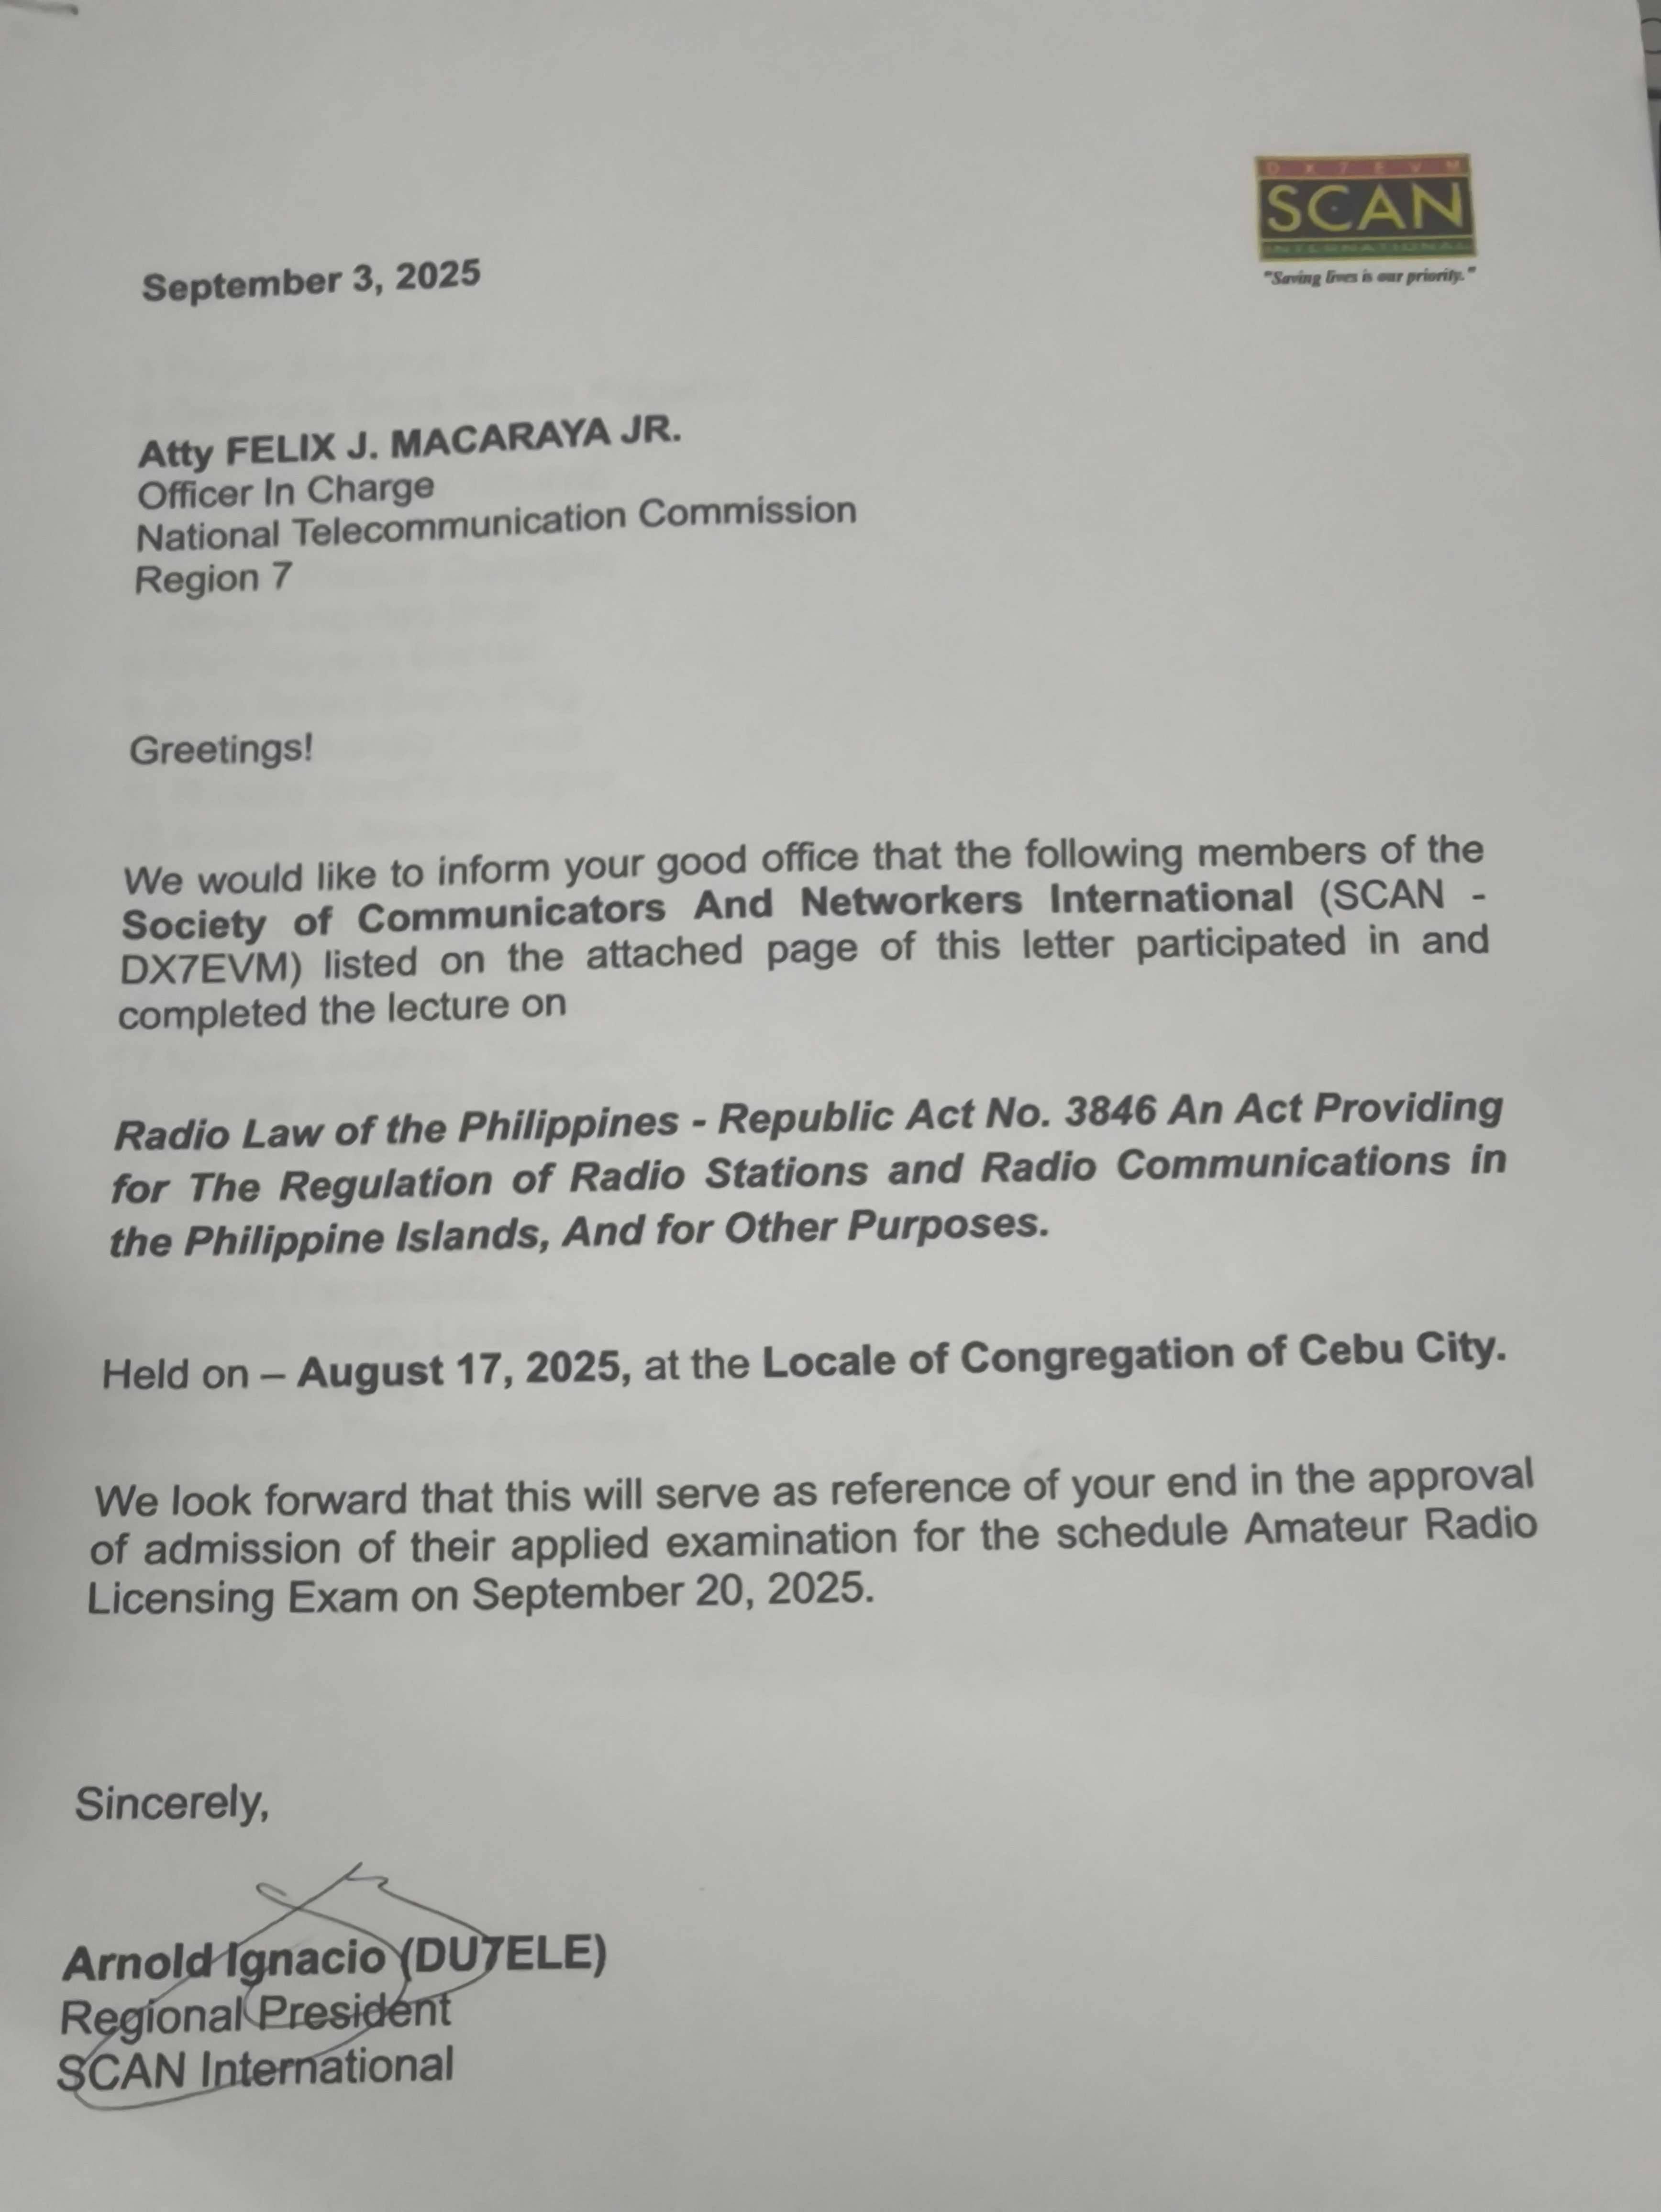 DX7EVM
SCAN
INTERNATIONAL
"Saving lives is our priority."
September 3, 2025
Atty FELIX J. MACARAYA JR.
Officer In Charge
National Telecommunication Commission
Region 7
Greetings!
We would like to inform your good office that the following members of the
Society of Communicators And Networkers International (SCAN -
DX7EVM) listed on the attached page of this letter participated in and
completed the lecture on
Radio Law of the Philippines - Republic Act No. 3846 An Act Providing
for The Regulation of Radio Stations and Radio Communications in
the Philippine Islands, And for Other Purposes.
Held on – August 17, 2025, at the Locale of Congregation of Cebu City.
We look forward that this will serve as reference of your end in the approval
of admission of their applied examination for the schedule Amateur Radio
Licensing Exam on September 20, 2025.
Sincerely,
Arnold Ignacio (DU7ELE)
Regional President
SCAN International